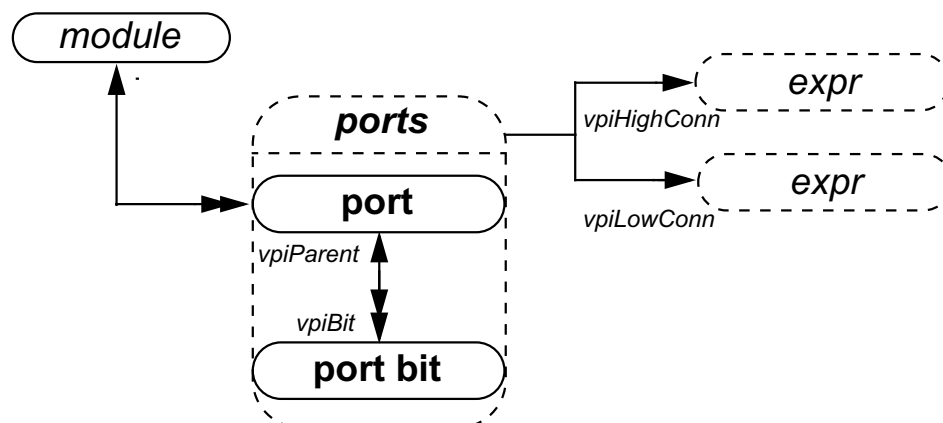 module
expr
ports
vpiHighConn
expr
port
vpiLowConn
vpiParent
vpiBit
port bit